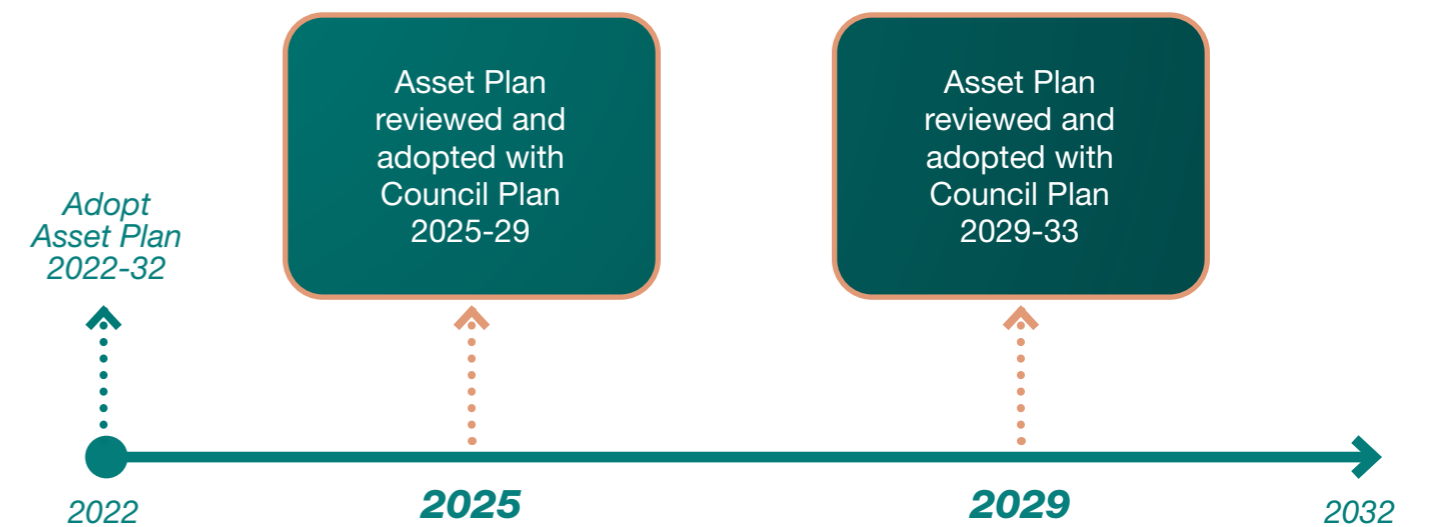 Adopt
Asset Plan
2022-32
Asset Plan
reviewed and
adopted with
Council Plan
2025-29
Asset Plan
reviewed and
adopted with
Council Plan
2029-33
2022
2025
2029
2032